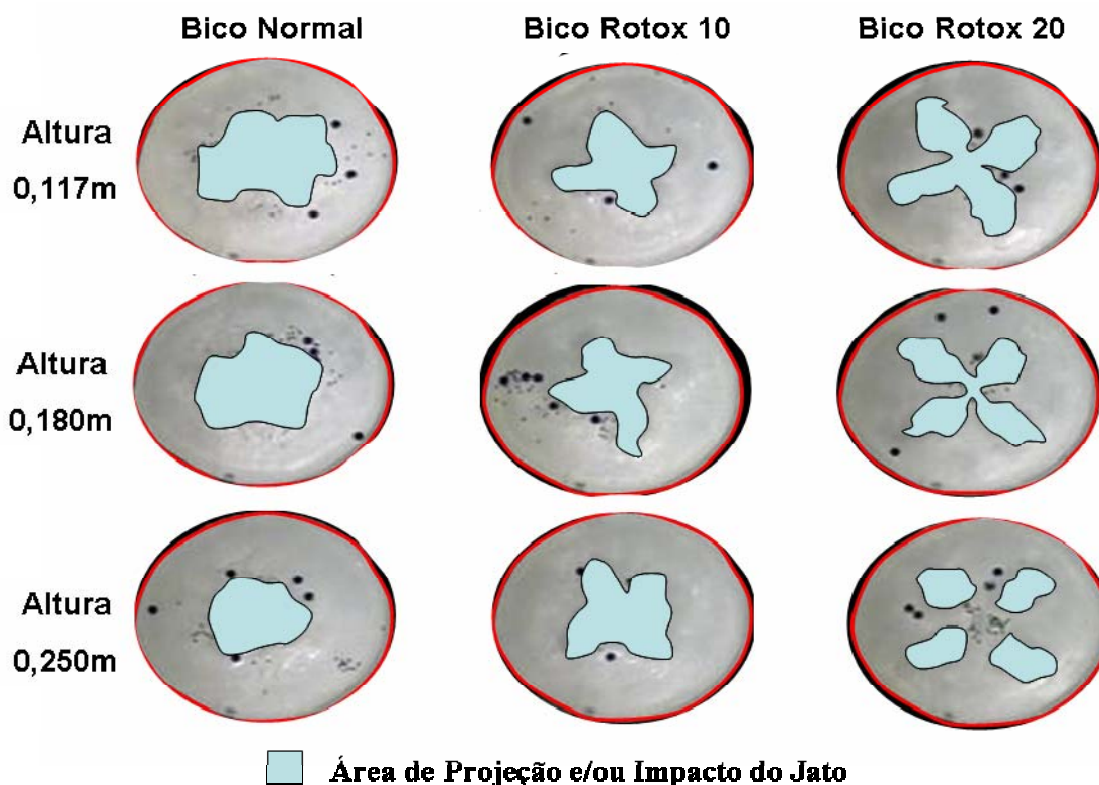 Bico Normal
Bico Rotox 10
Bico Rotox 20
Altura
0,117m
Altura
0,180m
Altura
0,250m
Área de Projeção e/ou Impacto do Jato